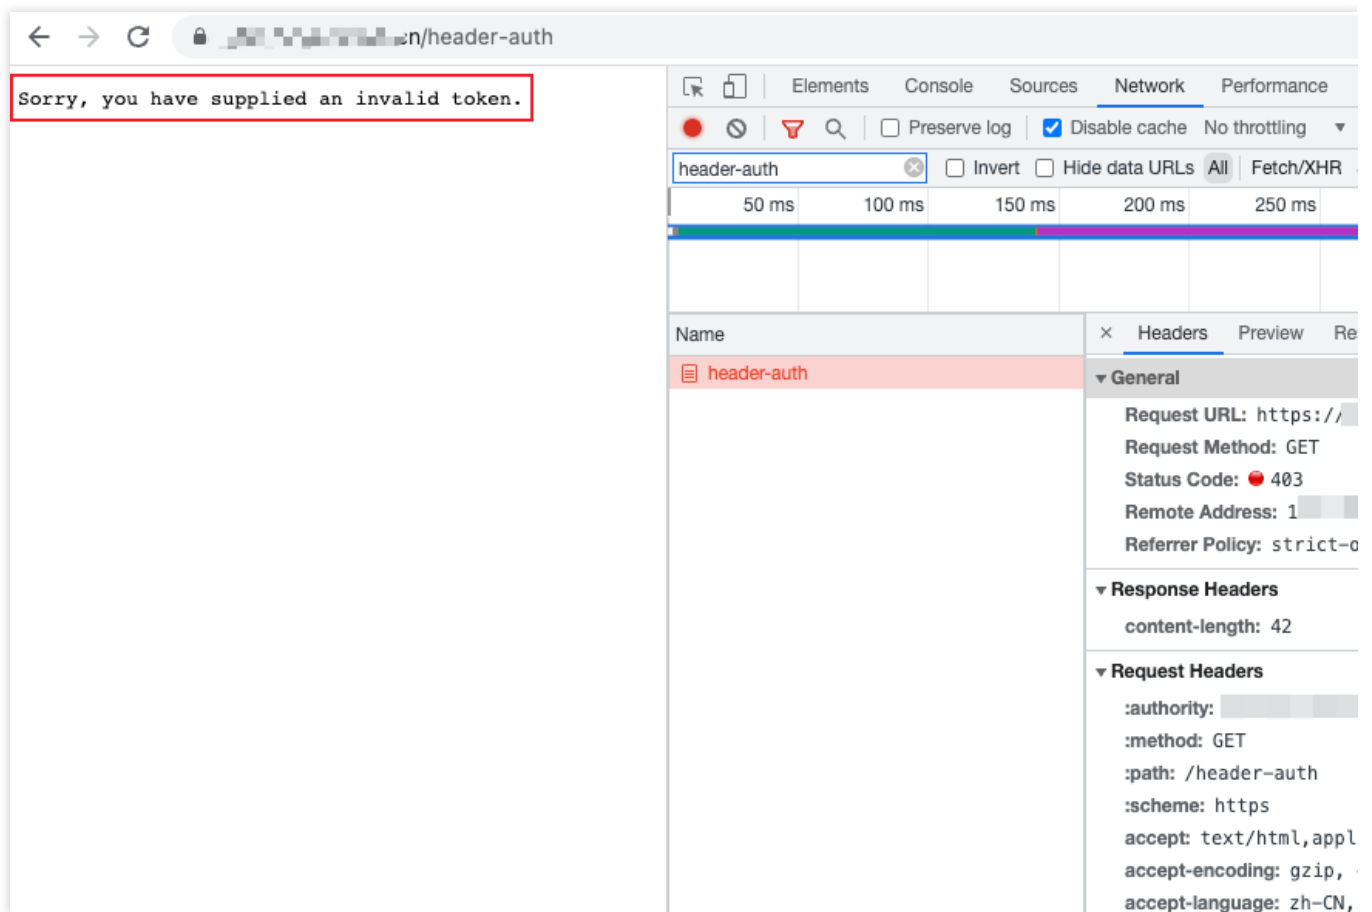 cn/header-auth
Sorry, you have supplied an invalid token.
Elements Console Sources Network Performance
Preserve log Disable cache No throttling
header-auth Invert Hide data URLs All Fetch/XHR
50 ms 100 ms 150 ms 200 ms 250 ms
Name
header-auth
× Headers Preview Re
General
Request URL: https://
Request Method: GET
Status Code: 403
Remote Address: 1
Referrer Policy: strict-o
Response Headers
content-length: 42
Request Headers
:authority:
:method: GET
:path: /header-auth
:scheme: https
accept: text/html,appl
accept-encoding: gzip,
accept-language: zh-CN,